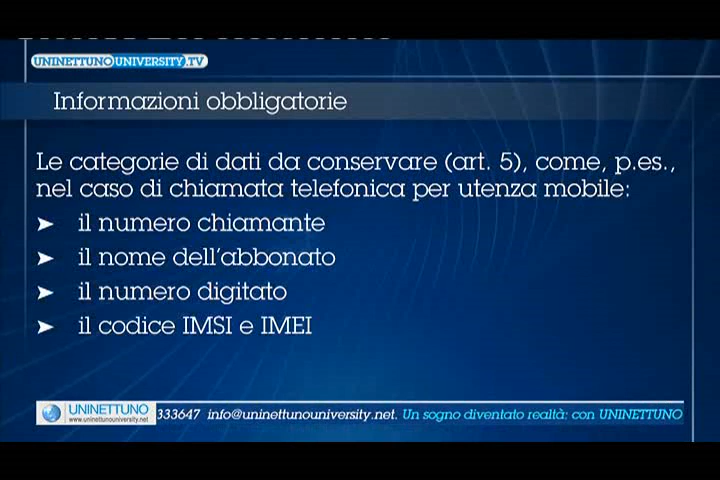 UNINETTUNOUNIVERSITY.TV
Informazioni obbligatorie
Le categorie di dati da conservare (art. 5), come, p.es.,
nel caso di chiamata telefonica per utenza mobile:
➤ il numero chiamante
➤ il nome dell'abbonato
➤ il numero digitato
➤ il codice IMSI e IMEI
UNINETTUNO
www.uninettunouniversity.net
333647 info@uninettunouniversity.net. Un sogno diventato realtà: con UNINETTUNO